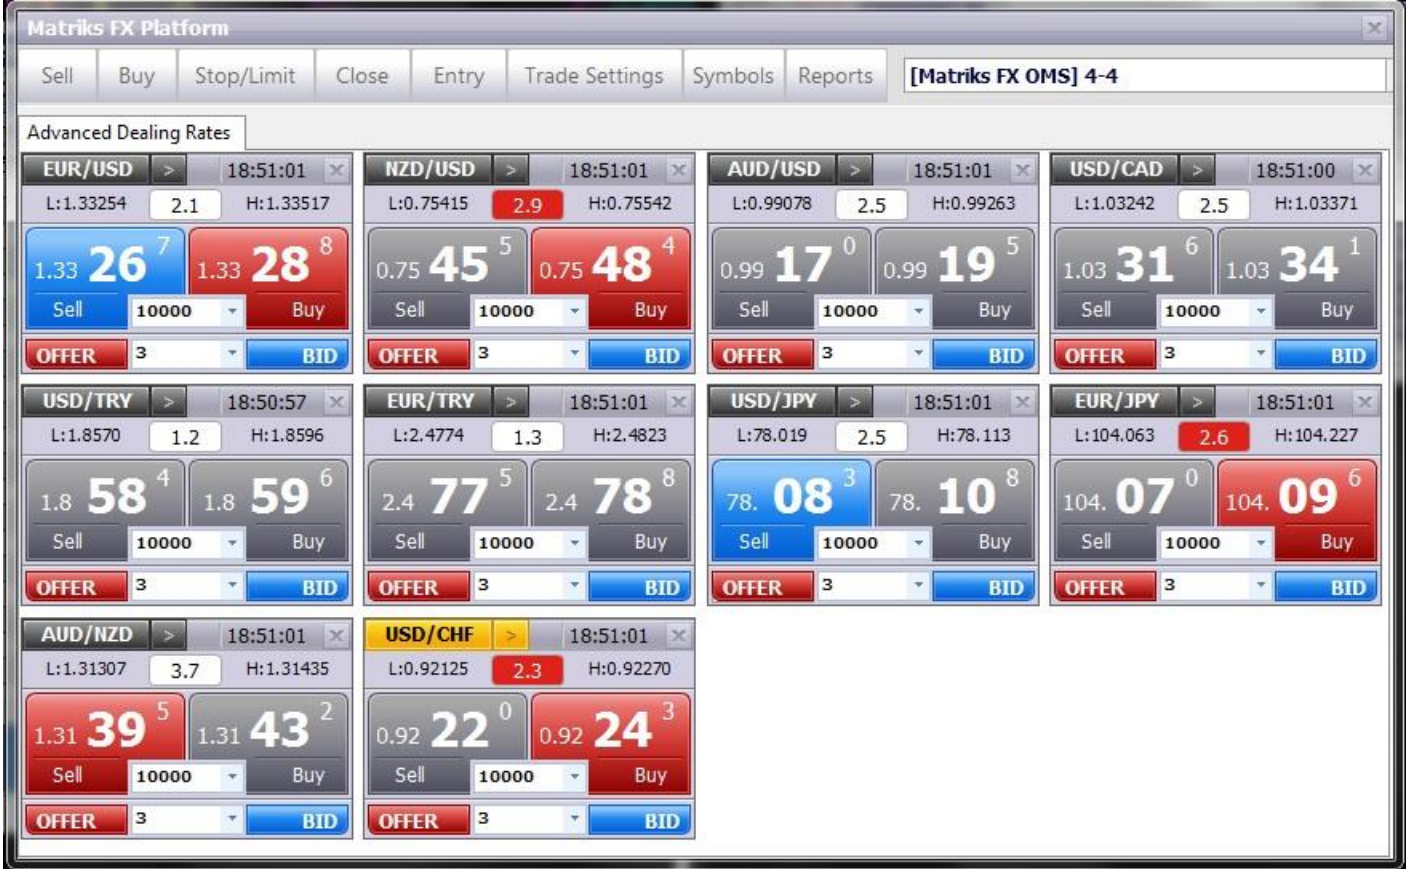 Matriks FX Platform
Sell Buy Stop/Limit Close Entry Trade Settings Symbols Reports [Matriks FX OMS] 4-4
Advanced Dealing Rates
EUR/USD > 18:51:01
L:1.33254 2.1 H:1.33517
1.33 26 7 1.33 28 8
Sell 10000 Buy
OFFER 3 BID
NZD/USD > 18:51:01
L:0.75415 2.9 H:0.75542
0.75 45 5 0.75 48 4
Sell 10000 Buy
OFFER 3 BID
AUD/USD > 18:51:01
L:0.99078 2.5 H:0.99263
0.99 17 0 0.99 19 5
Sell 10000 Buy
OFFER 3 BID
USD/CAD > 18:51:00
L:1.03242 2.5 H:1.03371
1.03 31 6 1.03 34 1
Sell 10000 Buy
OFFER 3 BID
USD/TRY > 18:50:57
L:1.8570 1.2 H:1.8596
1.8 58 4 1.8 59 6
Sell 10000 Buy
OFFER 3 BID
EUR/TRY > 18:51:01
L:2.4774 1.3 H:2.4823
2.4 77 5 2.4 78 8
Sell 10000 Buy
OFFER 3 BID
USD/JPY > 18:51:01
L:78.019 2.5 H:78.113
78. 08 3 78. 10 8
Sell 10000 Buy
OFFER 3 BID
EUR/JPY > 18:51:01
L:104.063 2.6 H:104.227
104. 07 0 104. 09 6
Sell 10000 Buy
OFFER 3 BID
AUD/NZD > 18:51:01
L:1.31307 3.7 H:1.31435
1.31 39 5 1.31 43 2
Sell 10000 Buy
OFFER 3 BID
USD/CHF > 18:51:01
L:0.92125 2.3 H:0.92270
0.92 22 0 0.92 24 3
Sell 10000 Buy
OFFER 3 BID